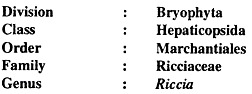 Division : Bryophyta
Class : Hepaticopsida
Order : Marchantiales
Family : Ricciaceae
Genus : Riccia